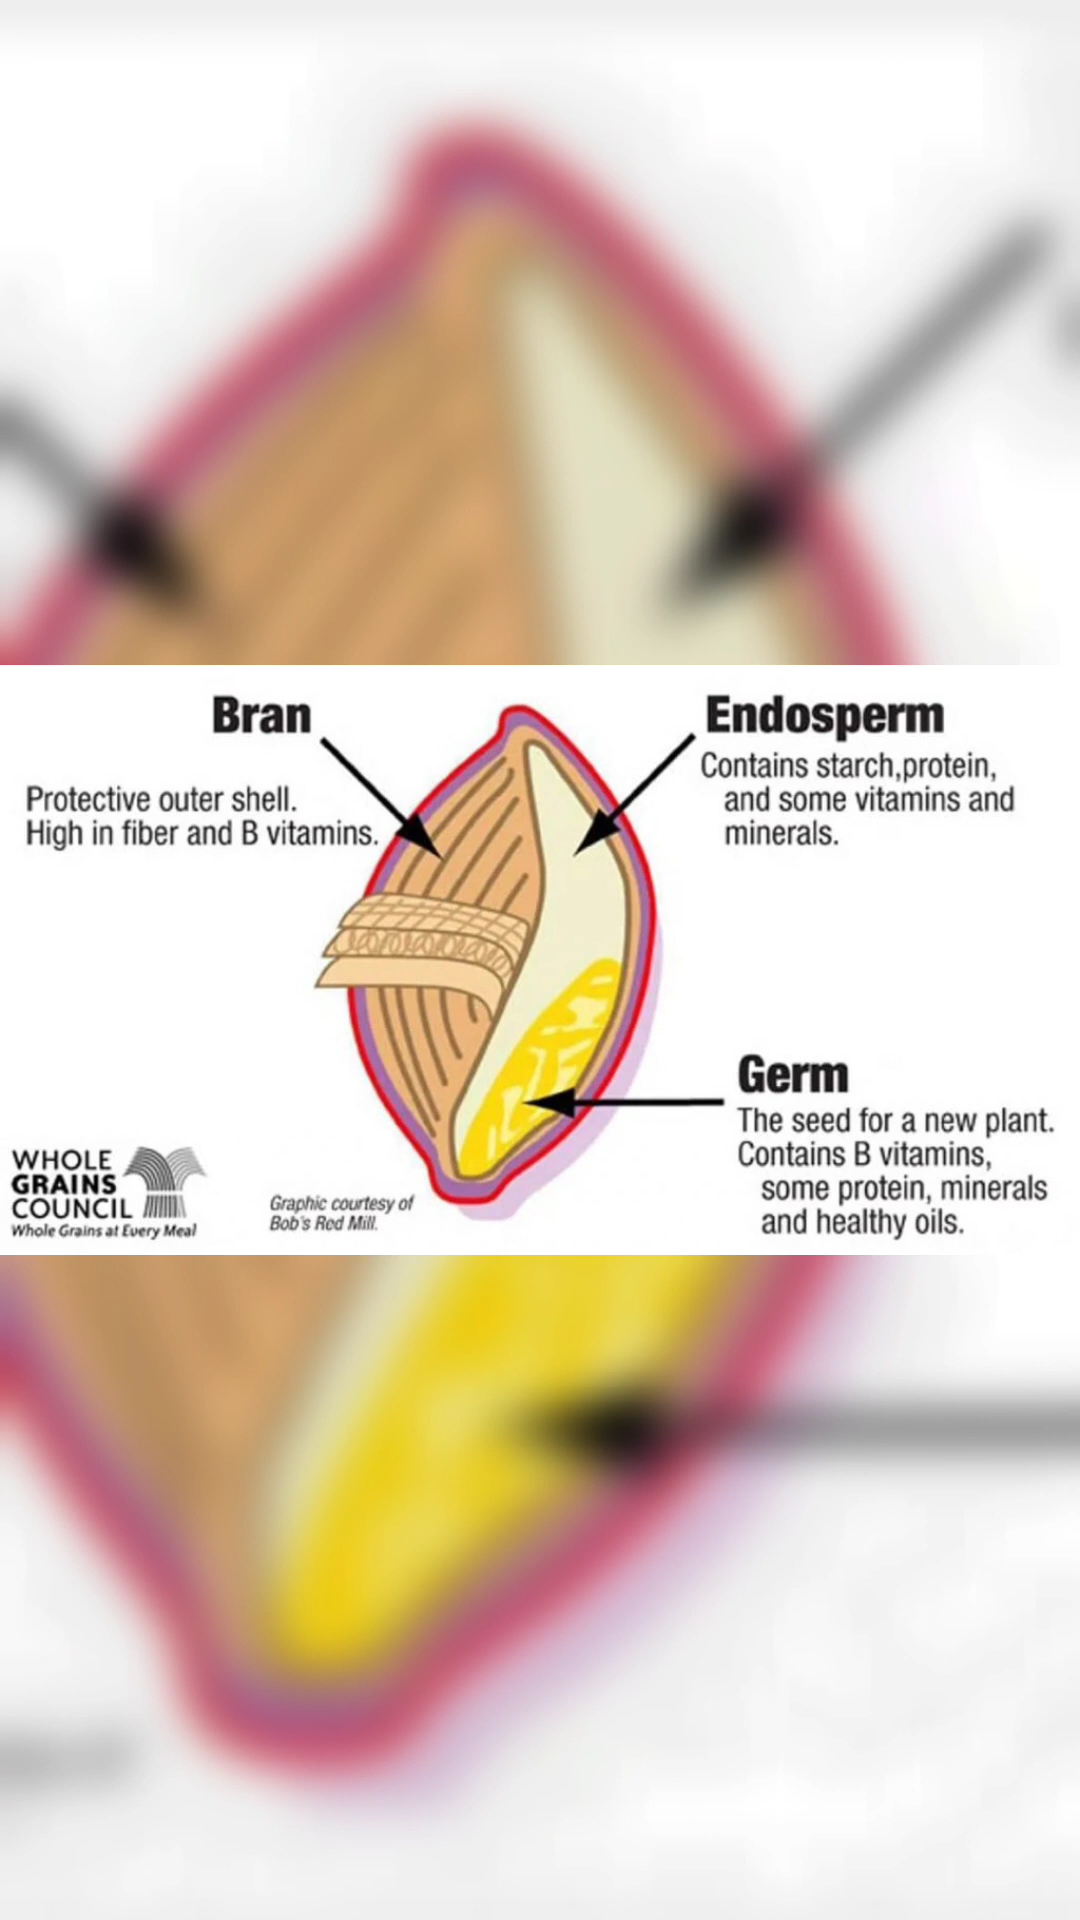 Bran
Protective outer shell.
High in fiber and B vitamins.
Endosperm
Contains starch,protein,
and some vitamins and
minerals.
Germ
The seed for a new plant.
Contains B vitamins,
some protein, minerals
and healthy oils.
WHOLE
GRAINS
COUNCIL
Whole Grains at Every Meal
Graphic courtesy of
Bob's Red Mill.